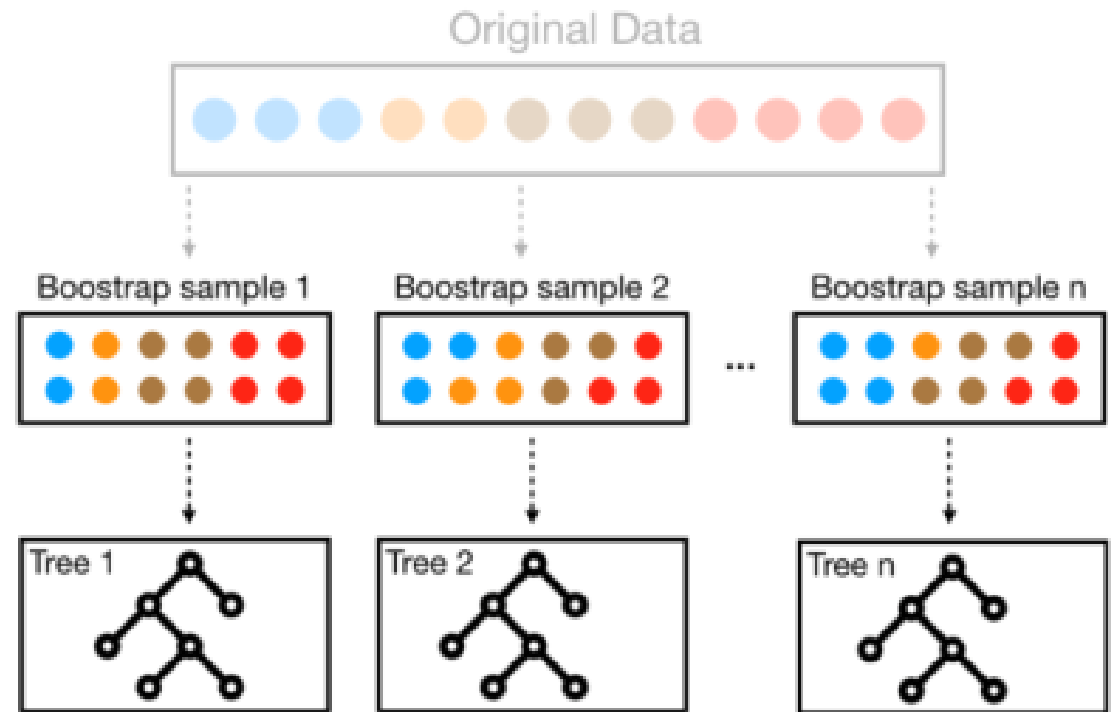 Original Data
Boostrap sample 1
Boostrap sample 2
Boostrap sample n
...
Tree 1
Tree 2
Tree n